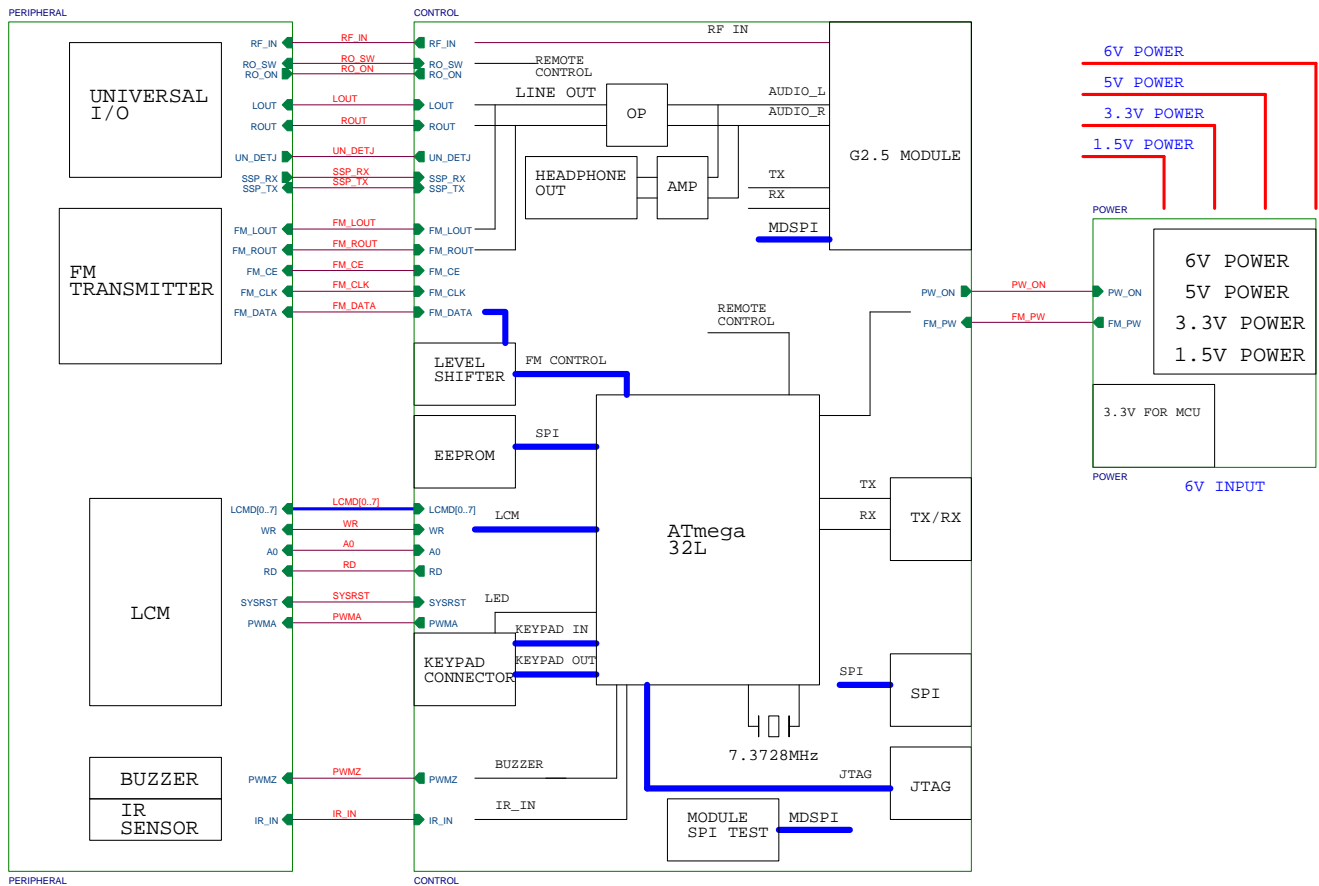 PERIPHERAL
CONTROL
UNIVERSAL
I/O
RF_IN
RO_SW
RO_ON
LOUT
ROUT
UN_DETJ
SSP_RX
SSP_TX
RF_IN
RO_SW
RO_ON
LOUT
ROUT
UN_DETJ
SSP_RX
SSP_TX
RF_IN
RO_SW
RO_ON
LOUT
ROUT
UN_DETJ
SSP_RX
SSP_TX
RF IN
REMOTE
CONTROL
LINE OUT
OP
AUDIO_L
AUDIO_R
HEADPHONE
OUT
AMP
TX
RX
MDSPI
G2.5 MODULE
6V POWER
5V POWER
3.3V POWER
1.5V POWER
FM
TRANSMITTER
FM_LOUT
FM_ROUT
FM_CE
FM_CLK
FM_DATA
FM_LOUT
FM_ROUT
FM_CE
FM_CLK
FM_DATA
FM_LOUT
FM_ROUT
FM_CE
FM_CLK
FM_DATA
PW_ON
FM_PW
PW_ON
FM_PW
PW_ON
FM_PW
POWER
6V POWER
5V POWER
3.3V POWER
1.5V POWER
3.3V FOR MCU
POWER
6V INPUT
REMOTE
CONTROL
LEVEL
SHIFTER
FM CONTROL
EEPROM
SPI
LCM
LCMD[0..7]
WR
A0
RD
SYSRST
PWMA
LCMD[0..7]
WR
A0
RD
SYSRST
PWMA
LCMD[0..7]
WR
A0
RD
SYSRST
PWMA
LCM
ATmega
32L
TX
RX
TX/RX
LED
KEYPAD IN
KEYPAD OUT
KEYPAD
CONNECTOR
SPI
SPI
7.3728MHz
BUZZER
IR
SENSOR
PWMZ
IR_IN
PWMZ
IR_IN
PWMZ
IR_IN
BUZZER
IR_IN
JTAG
JTAG
MODULE
SPI TEST
MDSPI
PERIPHERAL
CONTROL